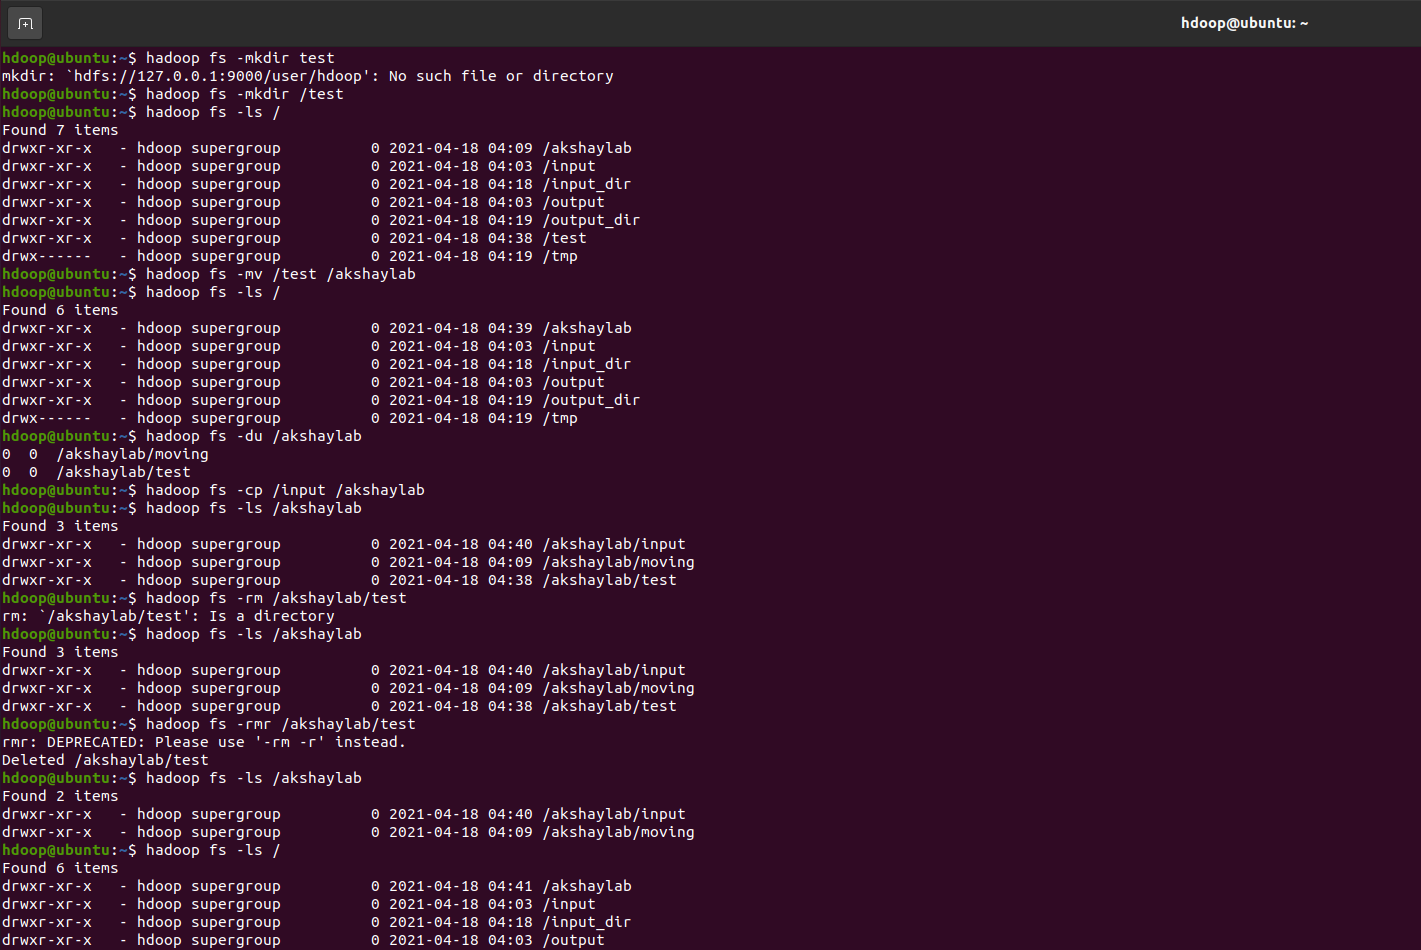 hdoop@ubuntu: ~
hdoop@ubuntu:~$ hadoop fs -mkdir test
mkdir: `hdfs://127.0.0.1:9000/user/hdoop': No such file or directory
hdoop@ubuntu:~$ hadoop fs -mkdir /test
hdoop@ubuntu:~$ hadoop fs -ls /
Found 7 items
drwxr-xr-x   - hdoop supergroup          0 2021-04-18 04:09 /akshaylab
drwxr-xr-x   - hdoop supergroup          0 2021-04-18 04:03 /input
drwxr-xr-x   - hdoop supergroup          0 2021-04-18 04:18 /input_dir
drwxr-xr-x   - hdoop supergroup          0 2021-04-18 04:03 /output
drwxr-xr-x   - hdoop supergroup          0 2021-04-18 04:19 /output_dir
drwxr-xr-x   - hdoop supergroup          0 2021-04-18 04:38 /test
drwx------   - hdoop supergroup          0 2021-04-18 04:19 /tmp
hdoop@ubuntu:~$ hadoop fs -mv /test /akshaylab
hdoop@ubuntu:~$ hadoop fs -ls /
Found 6 items
drwxr-xr-x   - hdoop supergroup          0 2021-04-18 04:39 /akshaylab
drwxr-xr-x   - hdoop supergroup          0 2021-04-18 04:03 /input
drwxr-xr-x   - hdoop supergroup          0 2021-04-18 04:18 /input_dir
drwxr-xr-x   - hdoop supergroup          0 2021-04-18 04:03 /output
drwxr-xr-x   - hdoop supergroup          0 2021-04-18 04:19 /output_dir
drwx------   - hdoop supergroup          0 2021-04-18 04:19 /tmp
hdoop@ubuntu:~$ hadoop fs -du /akshaylab
0  0  /akshaylab/moving
0  0  /akshaylab/test
hdoop@ubuntu:~$ hadoop fs -cp /input /akshaylab
hdoop@ubuntu:~$ hadoop fs -ls /akshaylab
Found 3 items
drwxr-xr-x   - hdoop supergroup          0 2021-04-18 04:40 /akshaylab/input
drwxr-xr-x   - hdoop supergroup          0 2021-04-18 04:09 /akshaylab/moving
drwxr-xr-x   - hdoop supergroup          0 2021-04-18 04:38 /akshaylab/test
hdoop@ubuntu:~$ hadoop fs -rm /akshaylab/test
rm: `/akshaylab/test': Is a directory
hdoop@ubuntu:~$ hadoop fs -ls /akshaylab
Found 3 items
drwxr-xr-x   - hdoop supergroup          0 2021-04-18 04:40 /akshaylab/input
drwxr-xr-x   - hdoop supergroup          0 2021-04-18 04:09 /akshaylab/moving
drwxr-xr-x   - hdoop supergroup          0 2021-04-18 04:38 /akshaylab/test
hdoop@ubuntu:~$ hadoop fs -rmr /akshaylab/test
rmr: DEPRECATED: Please use '-rm -r' instead.
Deleted /akshaylab/test
hdoop@ubuntu:~$ hadoop fs -ls /akshaylab
Found 2 items
drwxr-xr-x   - hdoop supergroup          0 2021-04-18 04:40 /akshaylab/input
drwxr-xr-x   - hdoop supergroup          0 2021-04-18 04:09 /akshaylab/moving
hdoop@ubuntu:~$ hadoop fs -ls /
Found 6 items
drwxr-xr-x   - hdoop supergroup          0 2021-04-18 04:41 /akshaylab
drwxr-xr-x   - hdoop supergroup          0 2021-04-18 04:03 /input
drwxr-xr-x   - hdoop supergroup          0 2021-04-18 04:18 /input_dir
drwxr-xr-x   - hdoop supergroup          0 2021-04-18 04:03 /output